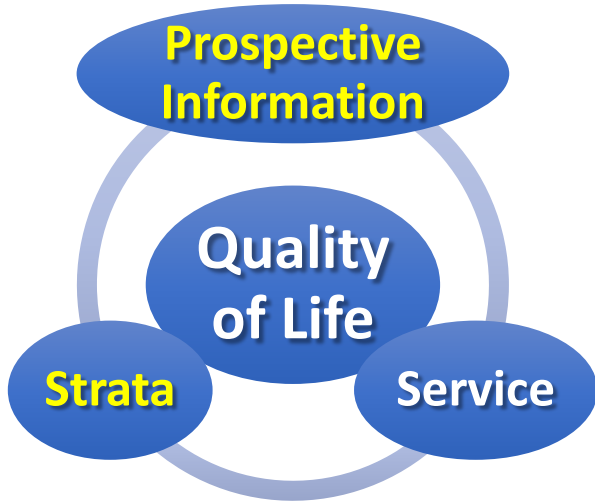 Prospective
Information
Quality
of Life
Strata
Service